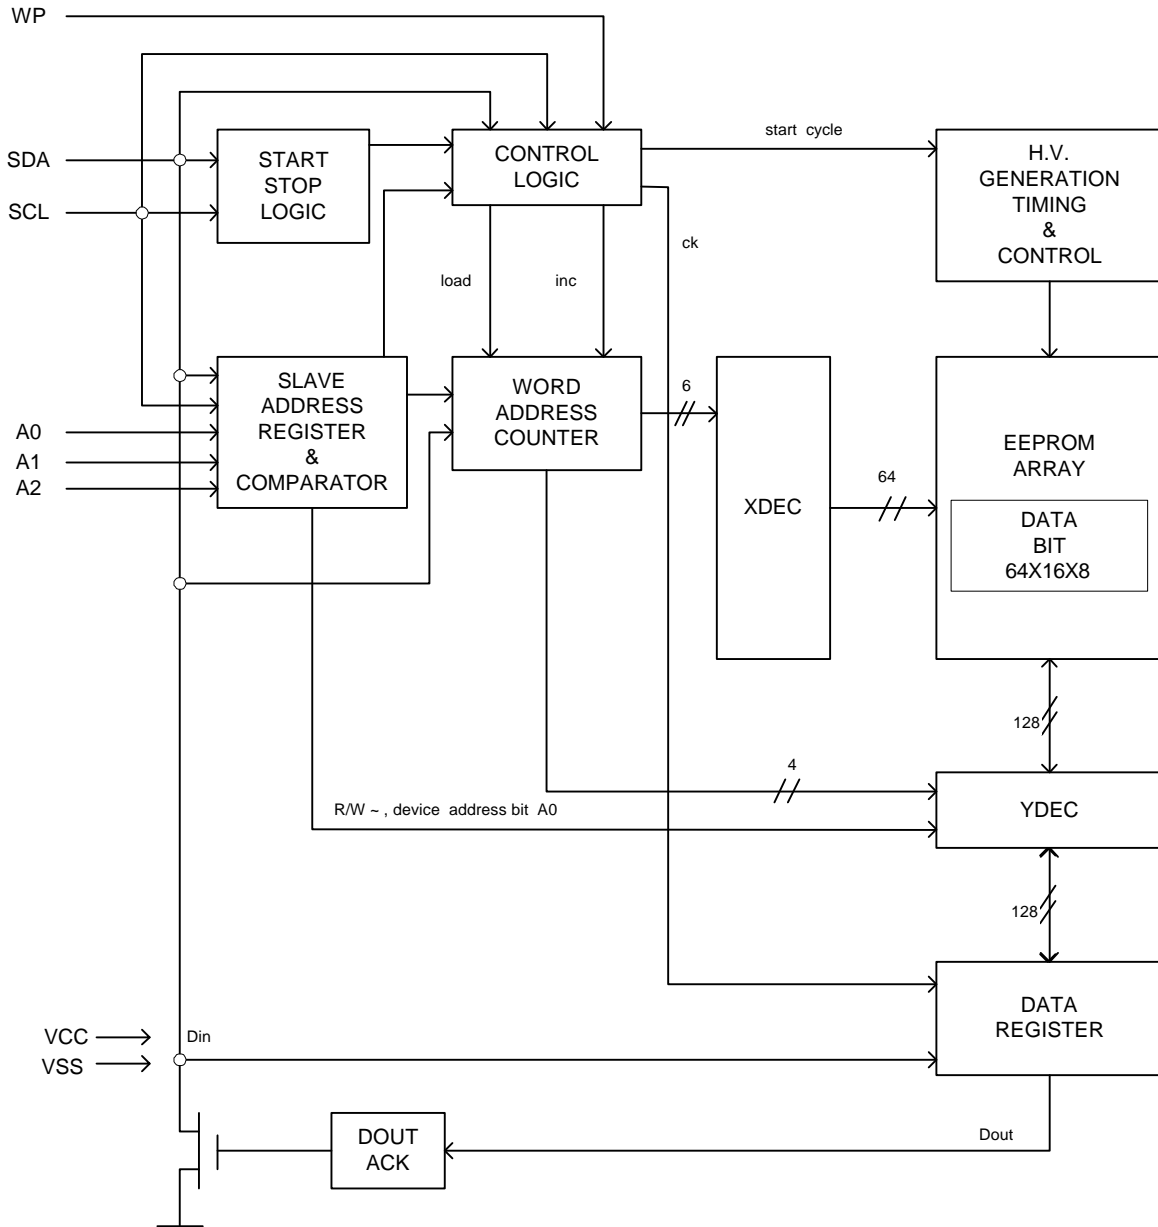 WP
SDA
SCL
START
STOP
LOGIC
CONTROL
LOGIC
start cycle
H.V.
GENERATION
TIMING
&
CONTROL
load
inc
ck
A0
A1
A2
SLAVE
ADDRESS
REGISTER
&
COMPARATOR
WORD
ADDRESS
COUNTER
6
XDEC
64
EEPROM
ARRAY
DATA
BIT
64X16X8
128
4
R/W ~ , device address bit A0
YDEC
128
VCC
VSS
Din
DATA
REGISTER
DOUT
ACK
Dout